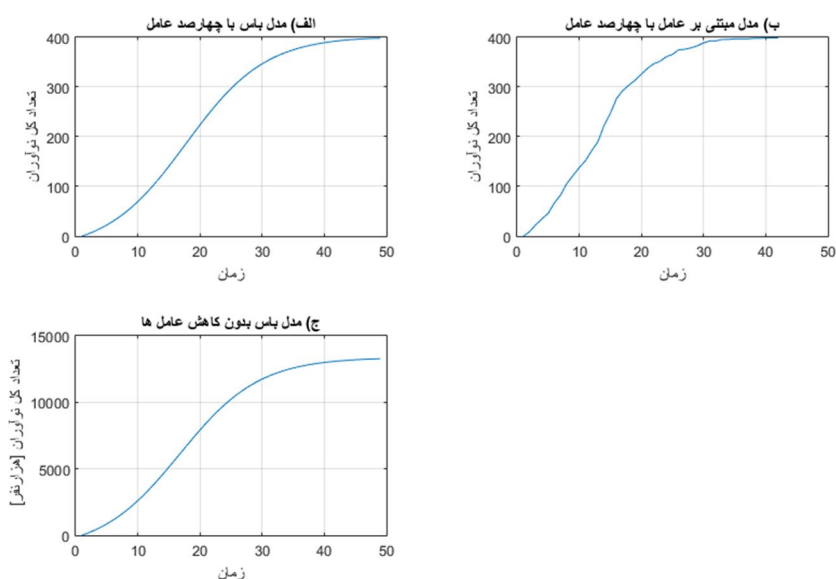 الف) مدل باس با چهارصد عامل
400
300
200
100
0
تعداد کل نوآوران
0 10 20 30 40 50
زمان
ب) مدل مبتنی بر عامل با چهارصد عامل
400
300
200
100
0
تعداد کل نوآوران
0 10 20 30 40 50
زمان
ج) مدل باس بدون کاهش عامل ها
15000
10000
5000
0
تعداد کل نوآوران [هزارنفر]
0 10 20 30 40 50
زمان